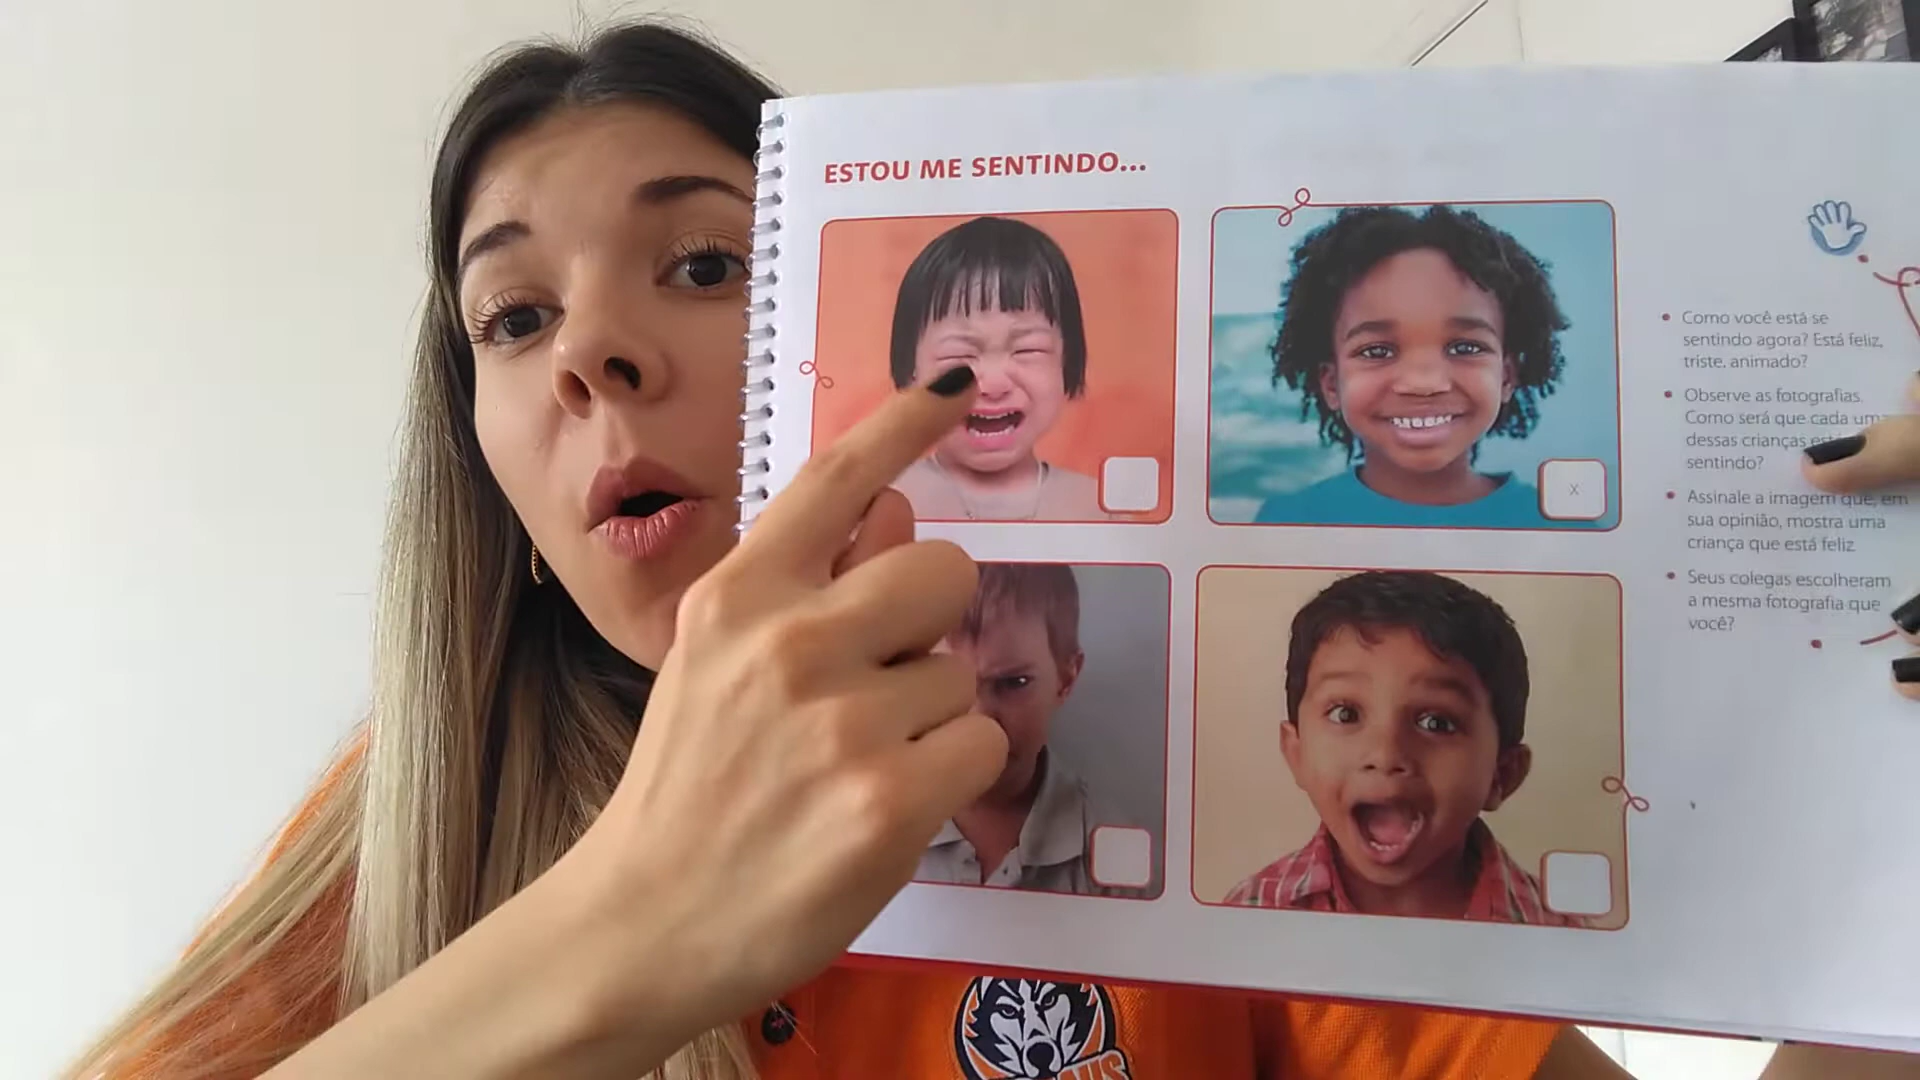 ESTOU ME SENTINDO...
X
• Como você está se
sentindo agora? Está feliz,
triste, animado?
• Observe as fotografias.
Como será que cada uma
dessas crianças
sentindo?
• Assinale a imagem que, em
sua opinião, mostra uma
criança que está feliz
• Seus colegas escolheram
a mesma fotografia que
você?